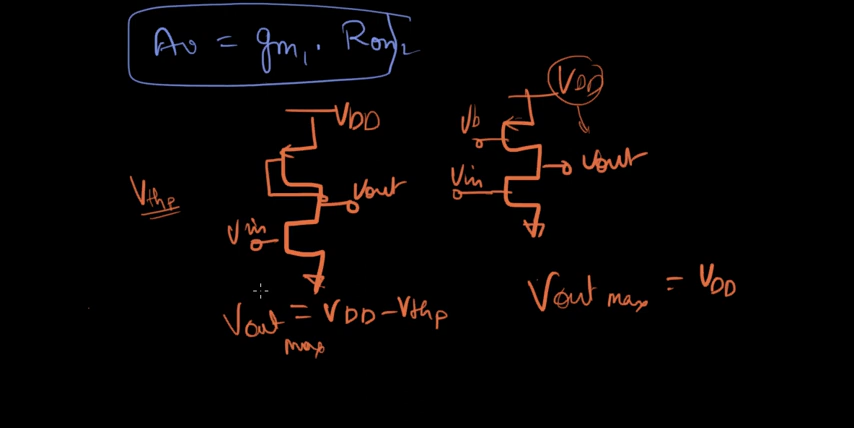 Av = gm1 . Ron2
VDD
VDD
Vb
Vout
Vin
Vthp
Vout
Vin
Vout max = VDD - Vthp
Vout max = VDD